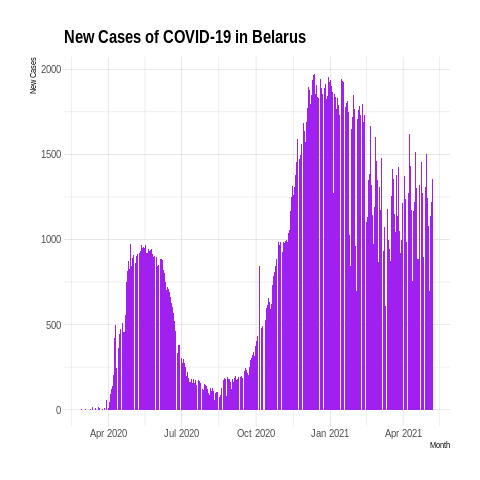 New Cases of COVID-19 in Belarus
New Cases
2000
1500
1000
500
0
Apr 2020 Jul 2020 Oct 2020 Jan 2021 Apr 2021
Month